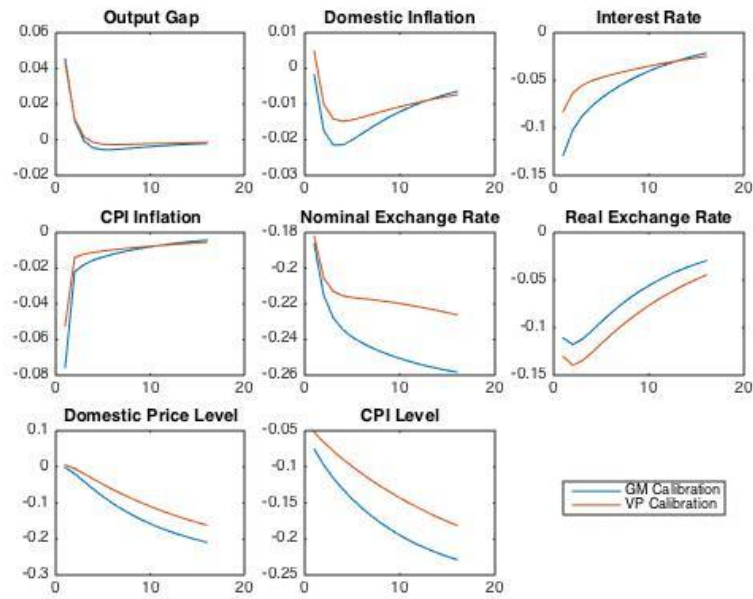 Output Gap
0.06
0.04
0.02
0
-0.02
0 10 20
Domestic Inflation
0.01
0
-0.01
-0.02
-0.03
0 10 20
Interest Rate
0
-0.05
-0.1
-0.15
0 10 20
CPI Inflation
0
-0.02
-0.04
-0.06
-0.08
0 10 20
Nominal Exchange Rate
-0.18
-0.2
-0.22
-0.24
-0.26
0 10 20
Real Exchange Rate
0
-0.05
-0.1
-0.15
0 10 20
Domestic Price Level
0.1
0
-0.1
-0.2
-0.3
0 10 20
CPI Level
-0.05
-0.1
-0.15
-0.2
-0.25
0 10 20
GM Calibration
VP Calibration